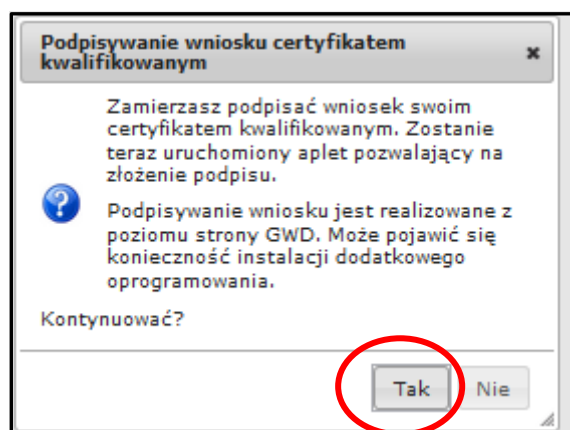 Podpisywanie wniosku certyfikatem
kwalifikowanym
Zamierzasz podpisać wniosek swoim
certyfikatem kwalifikowanym. Zostanie
teraz uruchomiony aplet pozwalający na
złożenie podpisu.
Podpisywanie wniosku jest realizowane z
poziomu strony GWD. Może pojawić się
konieczność instalacji dodatkowego
oprogramowania.
Kontynuować?
Tak Nie